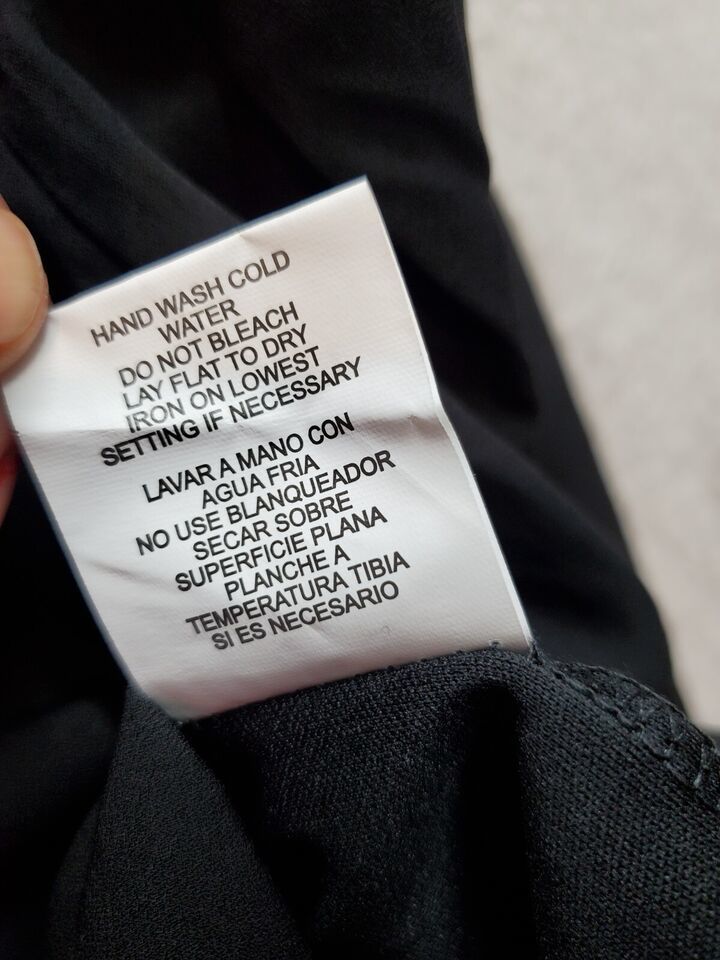 HAND WASH COLD
WATER
DO NOT BLEACH
LAY FLAT TO DRY
IRON ON LOWEST
SETTING IF NECESSARY
LAVAR A MANO CON
AGUA FRIA
NO USE BLANQUEADOR
SECAR SOBRE
SUPERFICIE PLANA
PLANCHE A
TEMPERATURA TIBIA
SI ES NECESARIO